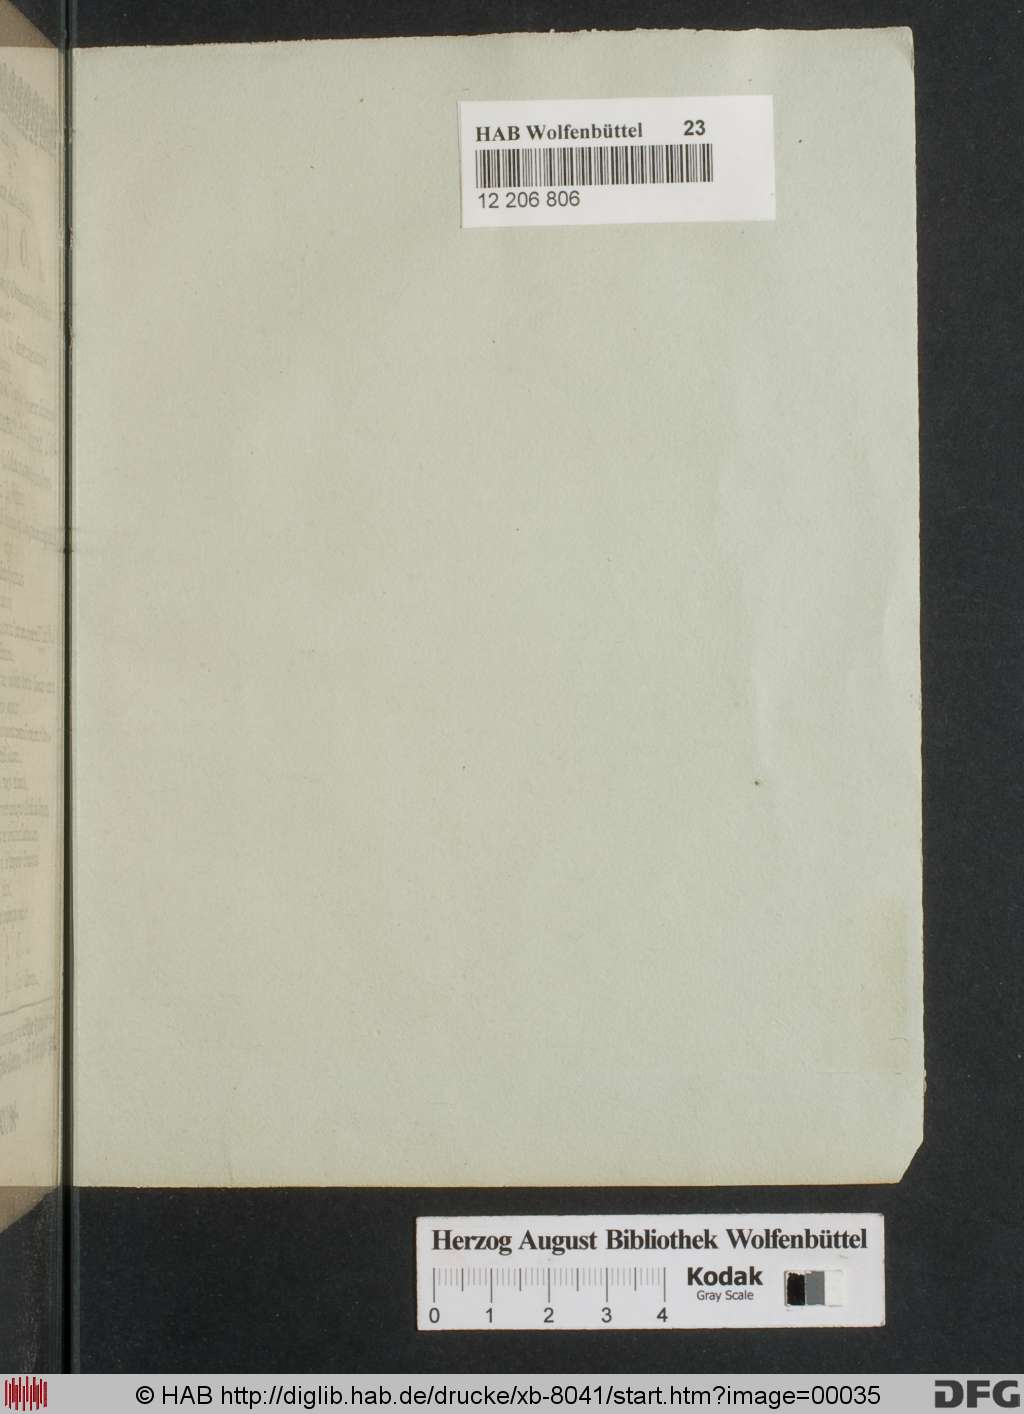 HAB Wolfenbüttel 23
12 206 806
Herzog August Bibliothek Wolfenbüttel
Kodak
Gray Scale
0 1 2 3 4
© HAB http://diglib.hab.de/drucke/xb-8041/start.htm?image=00035
DFG